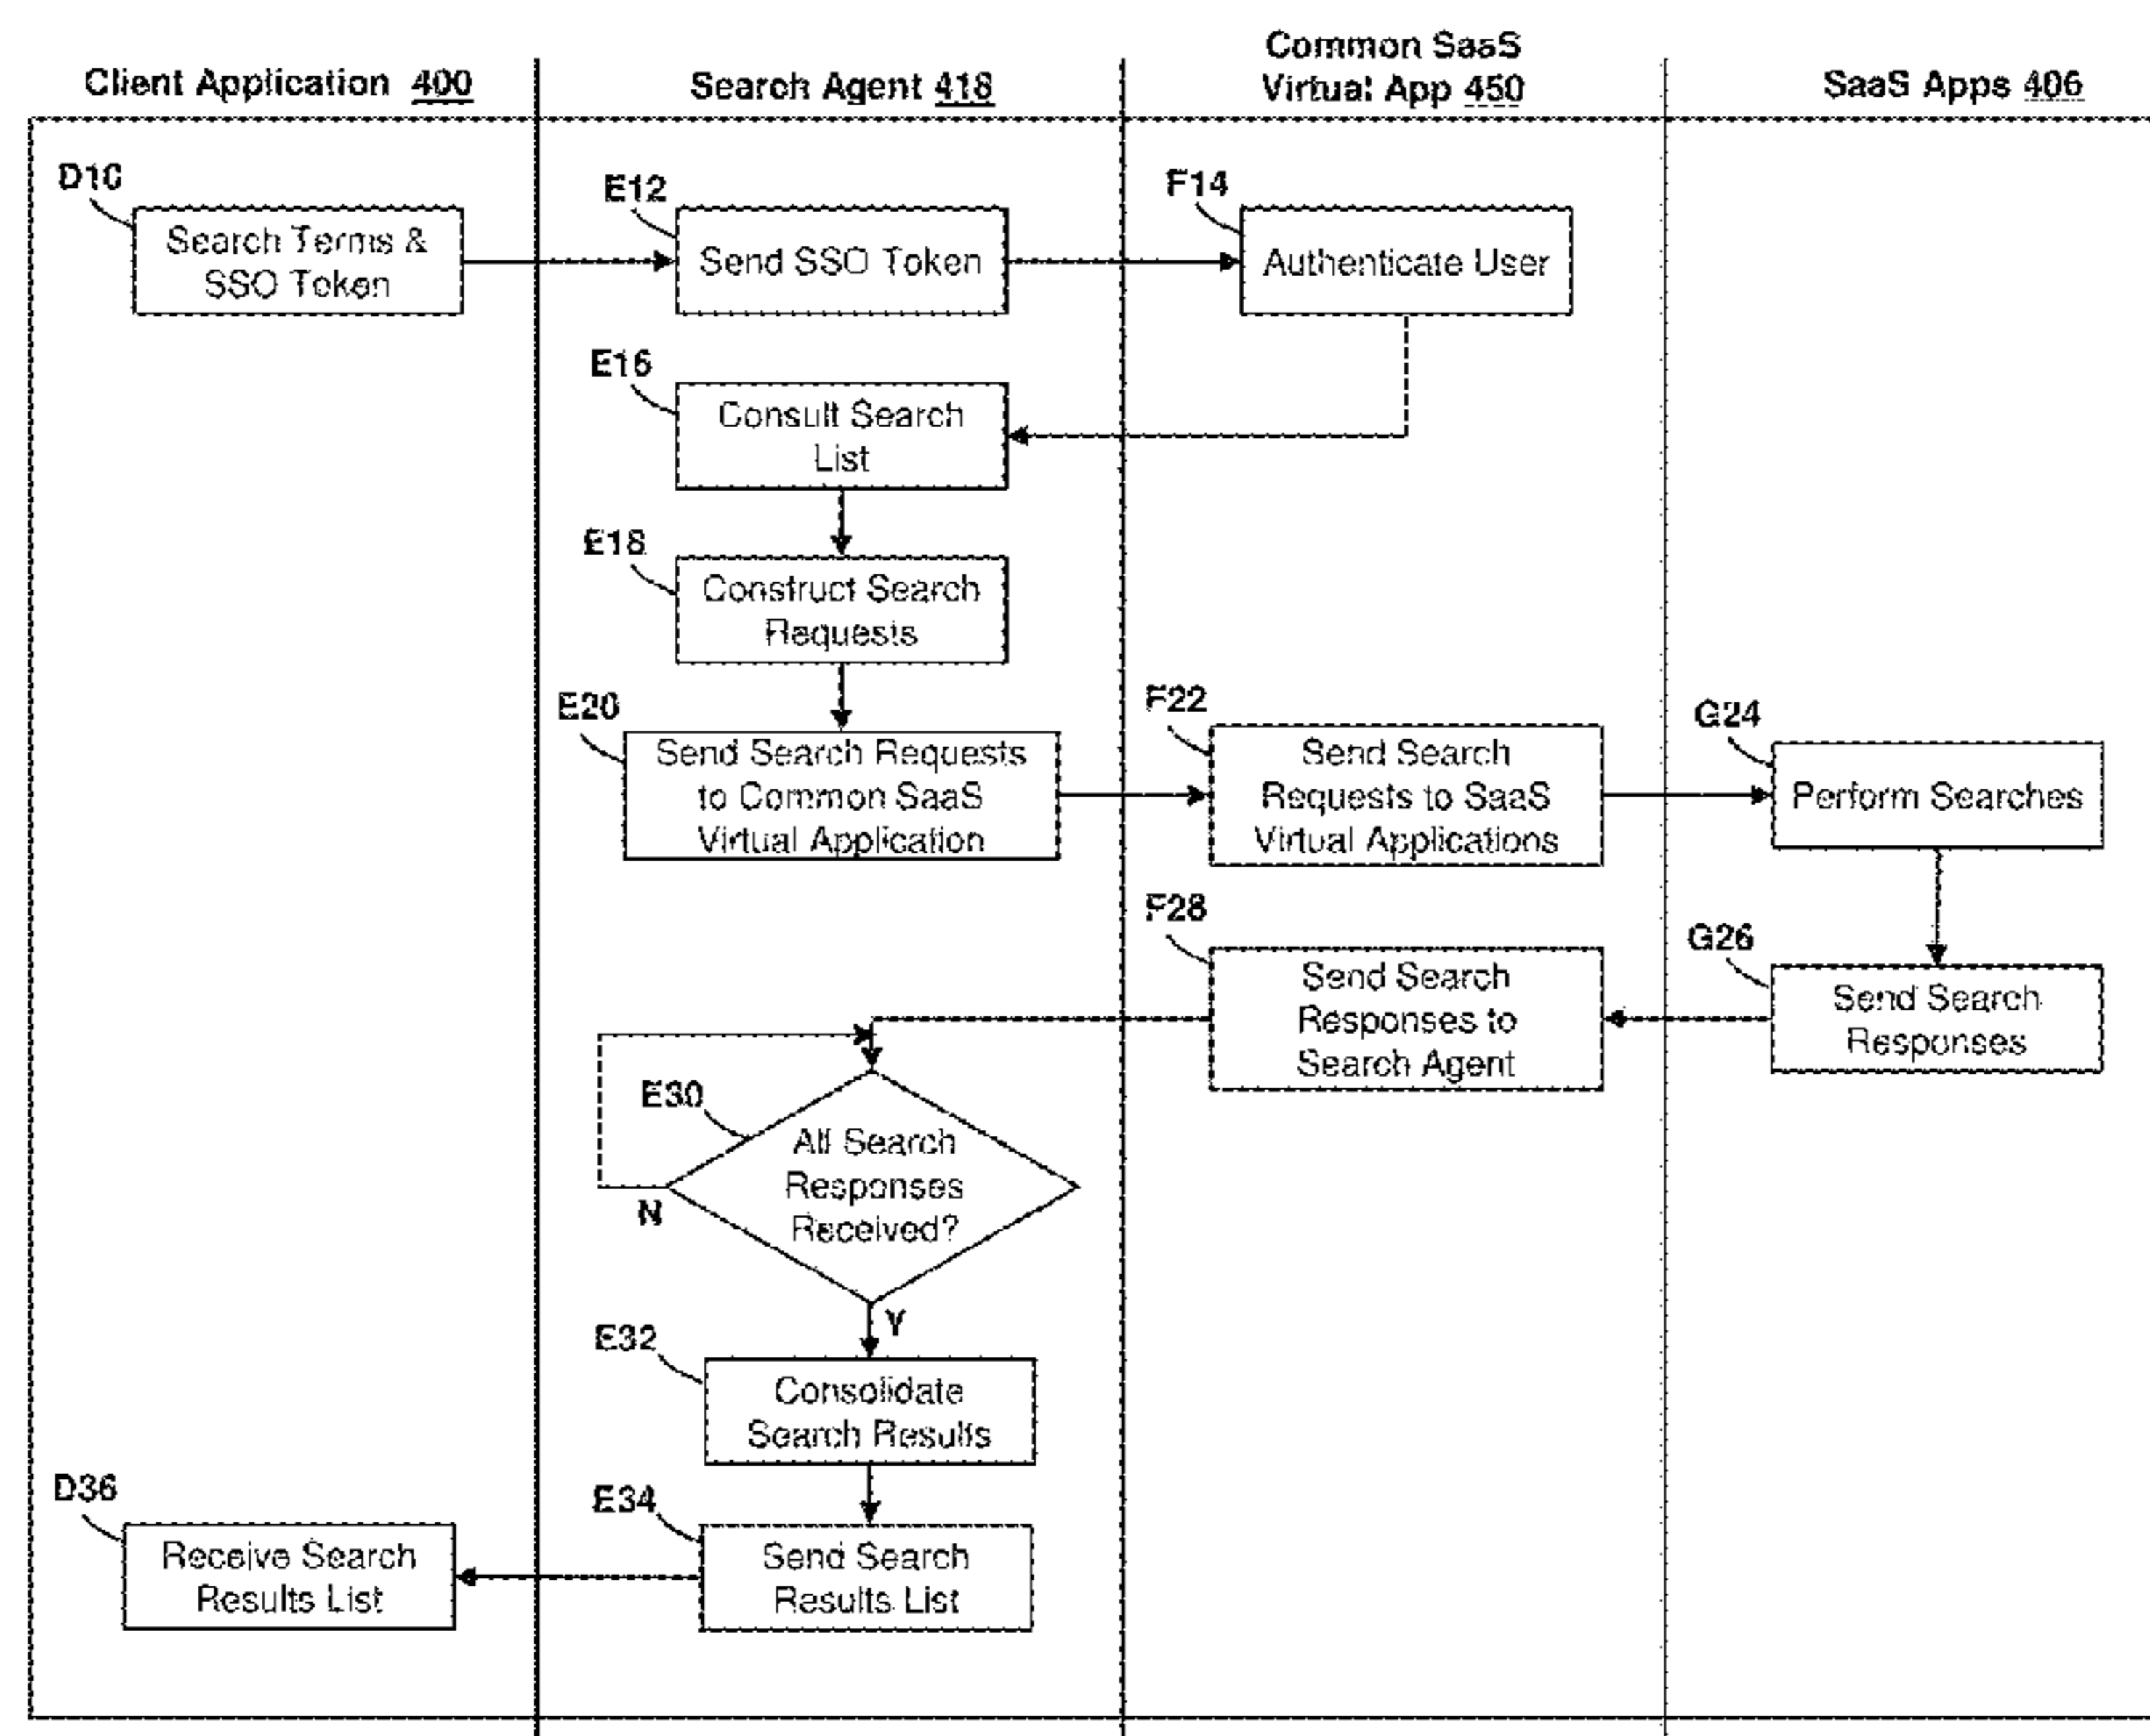 Client Application 400
Search Agent 418
Common SaaS
Virtual App 450
SaaS Apps 406
D10
Search Terms &
SSO Token
E12
Send SSO Token
F14
Authenticate User
E16
Consult Search
List
E18
Construct Search
Requests
E20
Send Search Requests
to Common SaaS
Virtual Application
F22
Send Search
Requests to SaaS
Virtual Applications
G24
Perform Searches
F28
Send Search
Responses to
Search Agent
G26
Send Search
Responses
E30
All Search
Responses
Received?
N
Y
E32
Consolidate
Search Results
D36
Receive Search
Results List
E34
Send Search
Results List